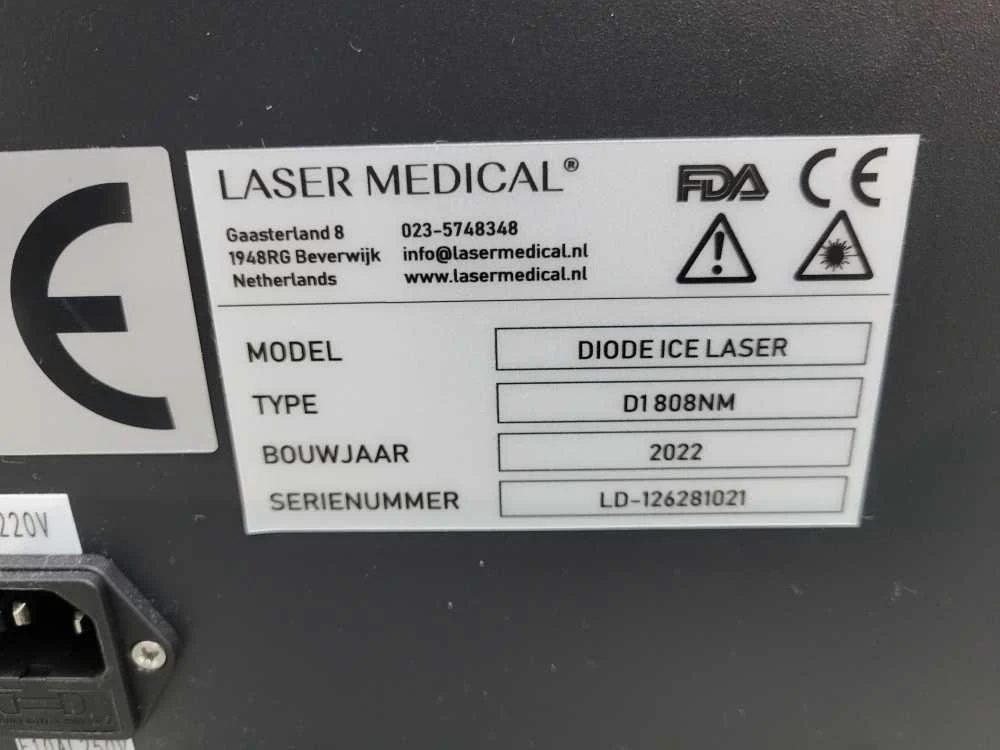 LASER MEDICAL®
FDA CE
Gaasterland 8 023-5748348
1948RG Beverwijk info@lasermedical.nl
Netherlands www.lasermedical.nl
MODEL DIODE ICE LASER
TYPE D1 808NM
BOUWJAAR 2022
SERIENUMMER LD-126281021
E
220V